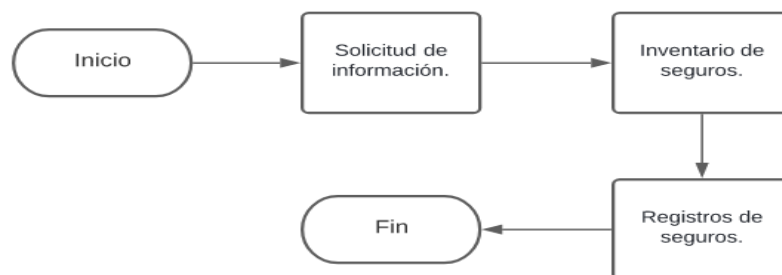 Inicio
Solicitud de
información.
Inventario de
seguros.
Registros de
seguros.
Fin